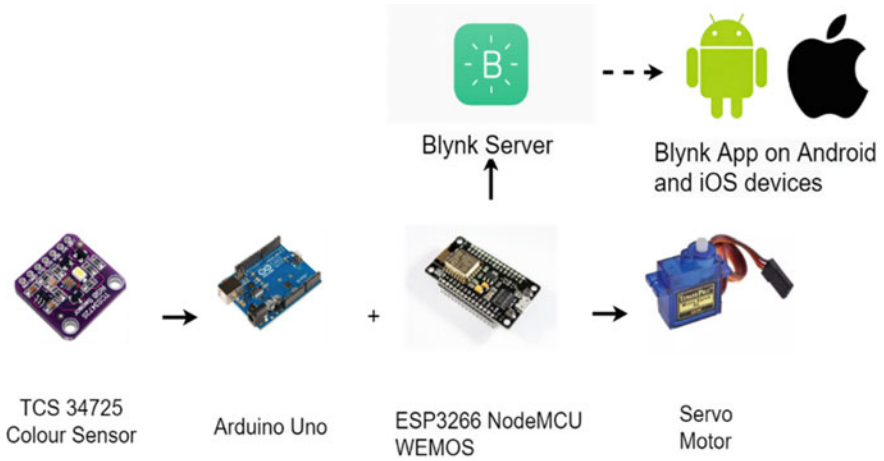 B
Blynk Server
Blynk App on Android
and iOS devices
+
TCS 34725
Colour Sensor
Arduino Uno
ESP3266 NodeMCU
WEMOS
Servo
Motor